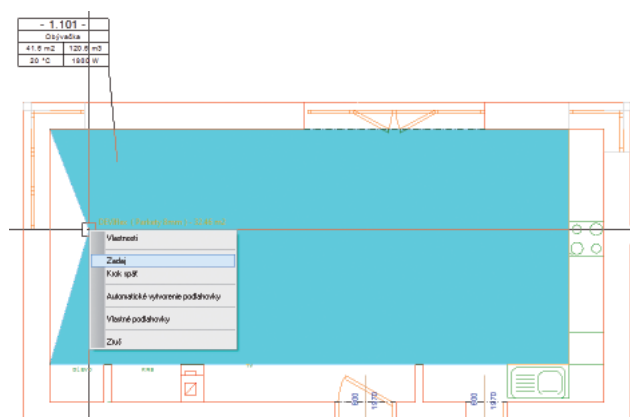 - 1.101 -
Obývačka
41.6 m2 120.6 m3
20 °C 1930 W
Vlastnosti
Zadaj
Krok späť
Automatické vytvorenie podlahovky
Vlastné podlahovky
Zruš
600
1970
600
1970